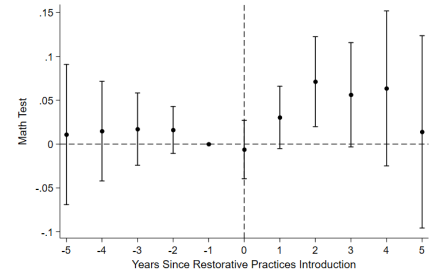 .15
.1
.05
0
-.05
-.1
Math Test
-5 -4 -3 -2 -1 0 1 2 3 4 5
Years Since Restorative Practices Introduction